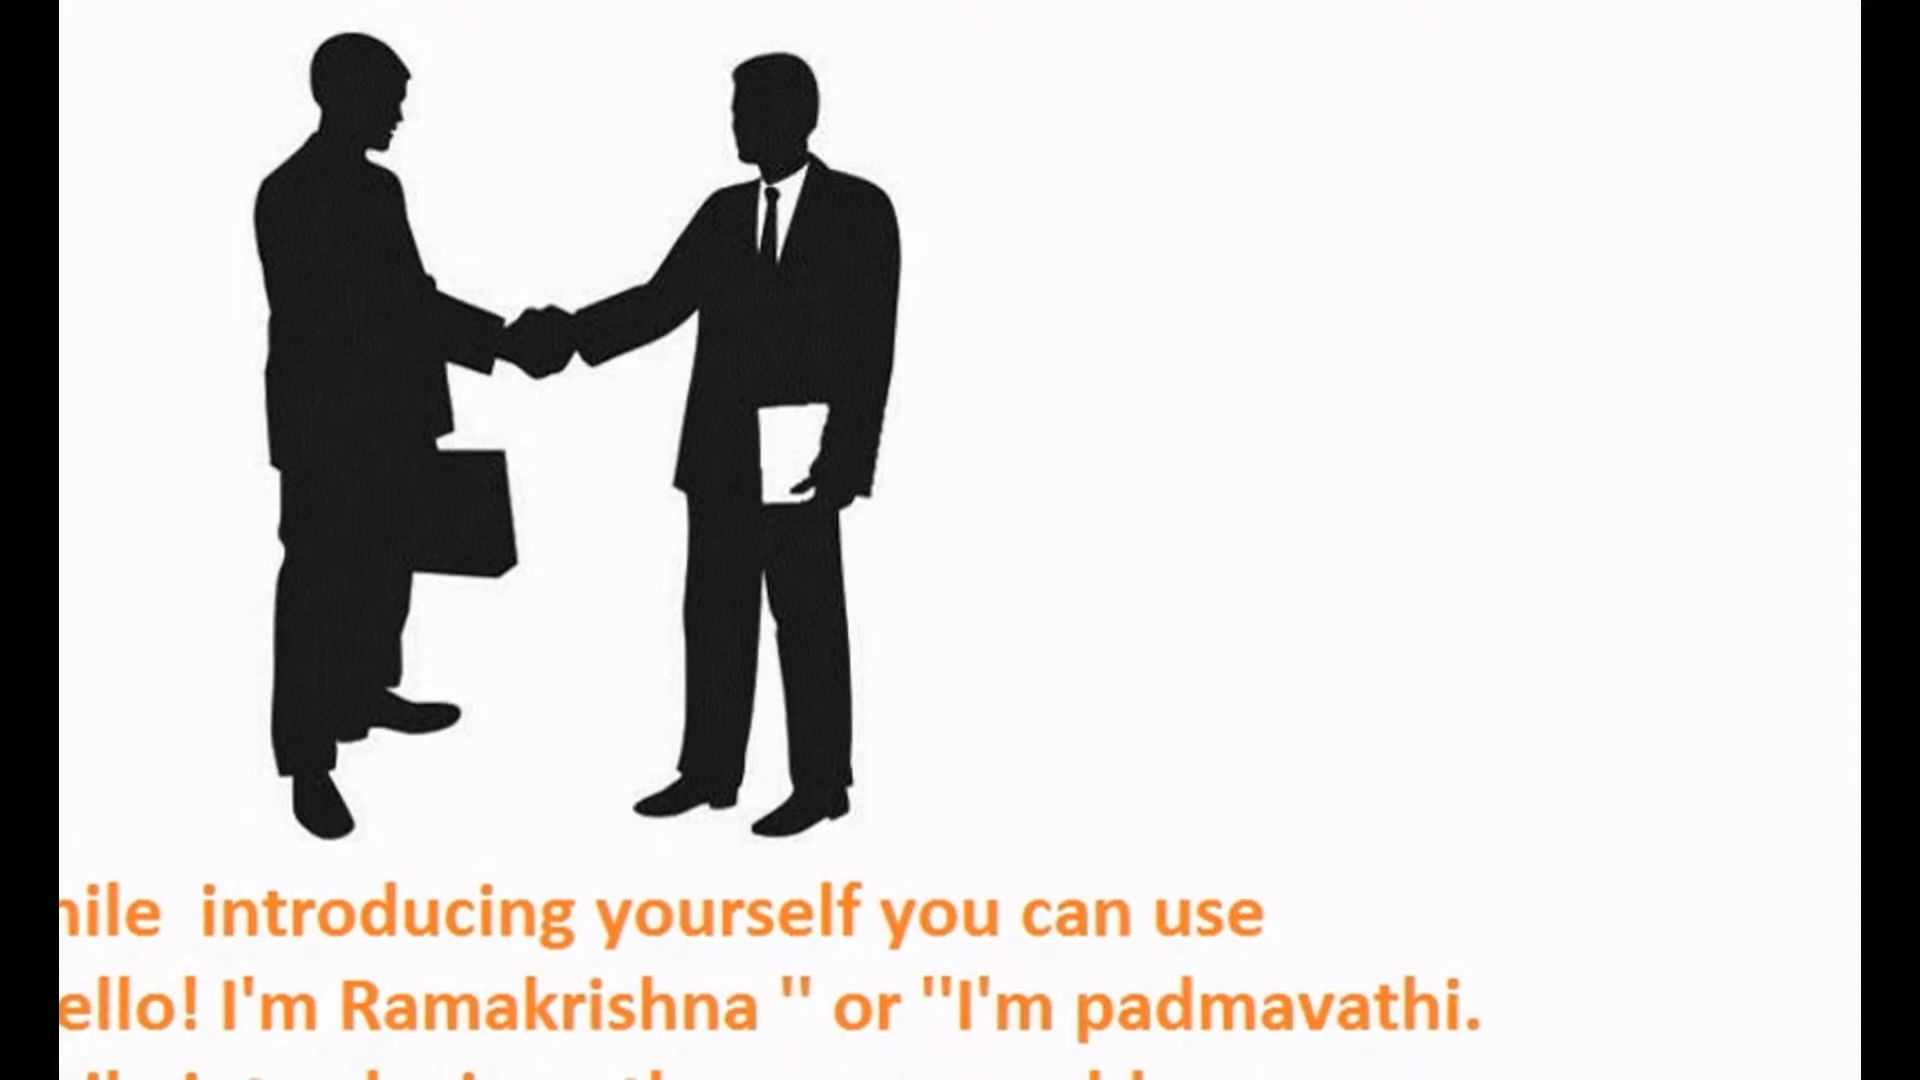 hile introducing yourself you can use
ello! I'm Ramakrishna " or "I'm padmavathi.